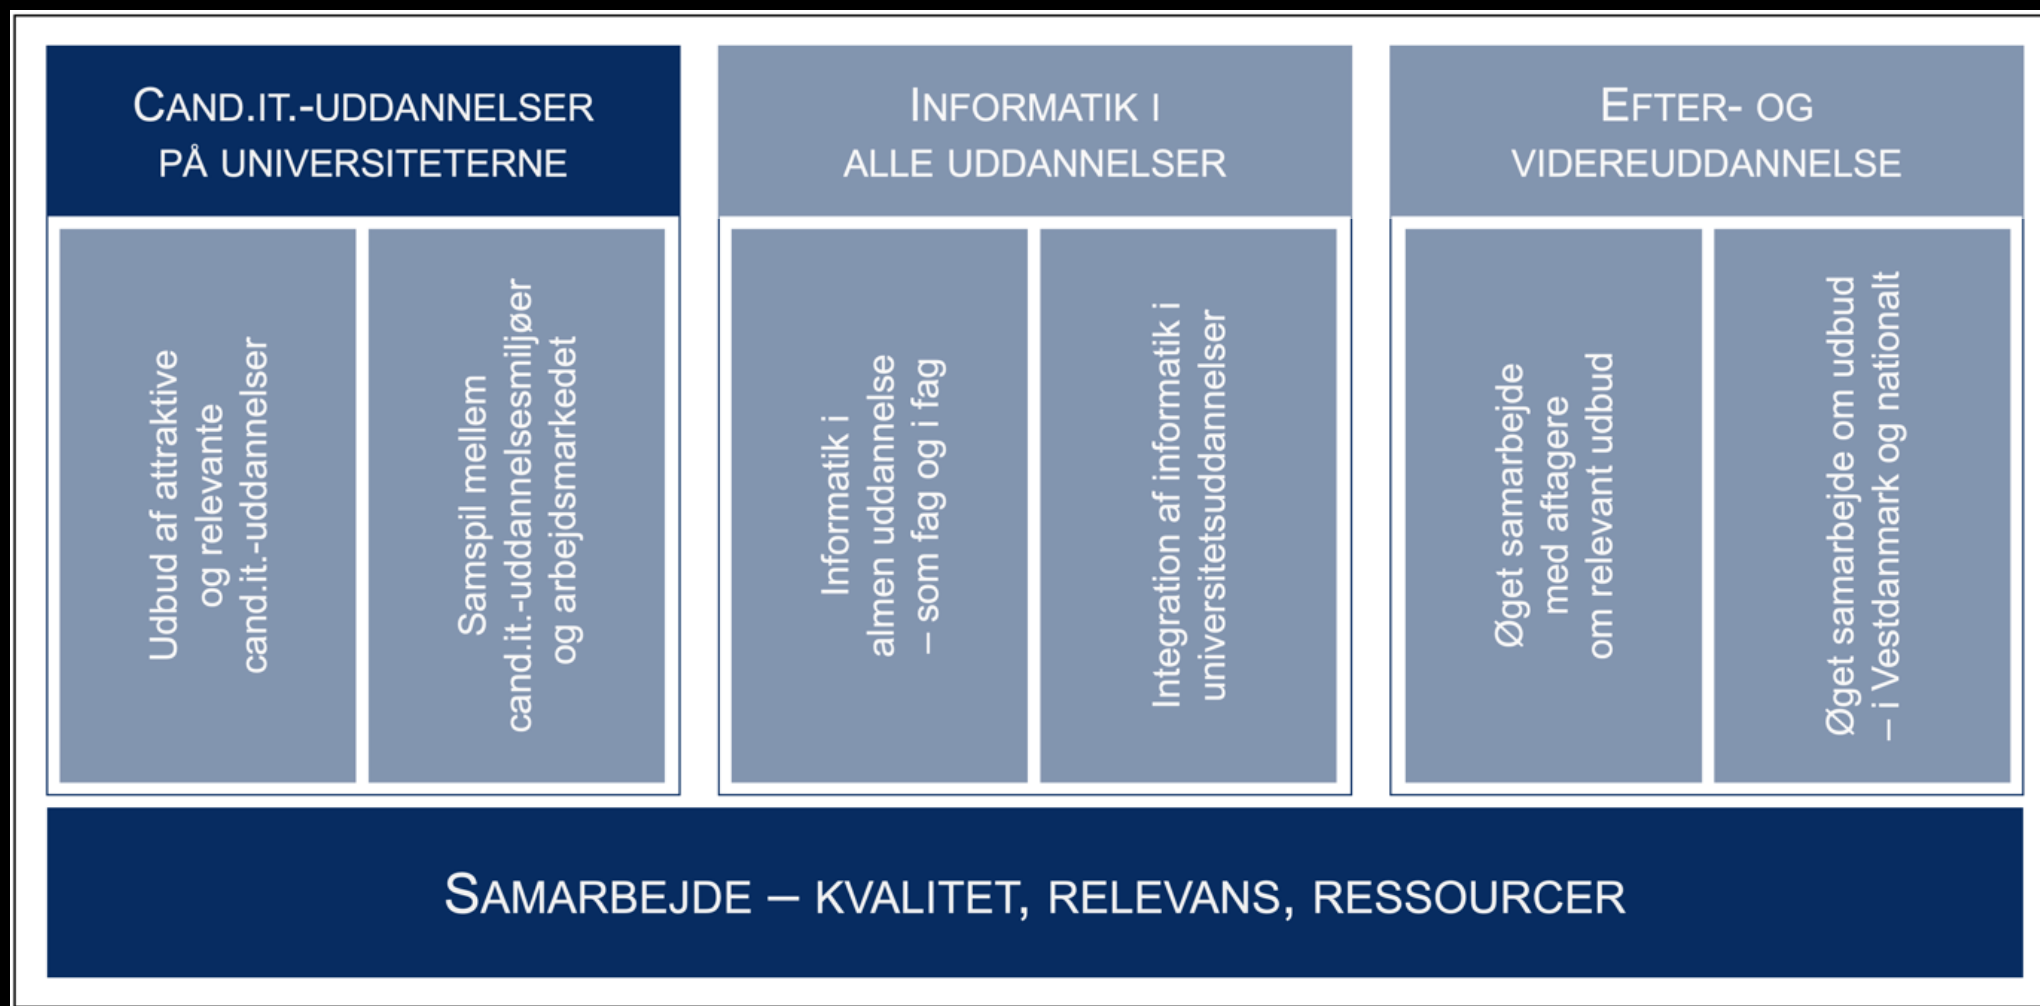 CAND.IT.-UDDANNELSER
PÅ UNIVERSITETERNE
Udbud af attraktive
og relevante
cand.it.-uddannelser
Samspil mellem
cand.it.-uddannelsesmiljøer
og arbejdsmarkedet
INFORMATIK I
ALLE UDDANNELSER
Informatik i
almen uddannelse
– som fag og i fag
Integration af informatik i
universitetsuddannelser
EFTER- OG
VIDEREUDDANNELSE
Øget samarbejde
med aftagere
om relevant udbud
Øget samarbejde om udbud
– i Vestdanmark og nationalt
SAMARBEJDE – KVALITET, RELEVANS, RESSOURCER